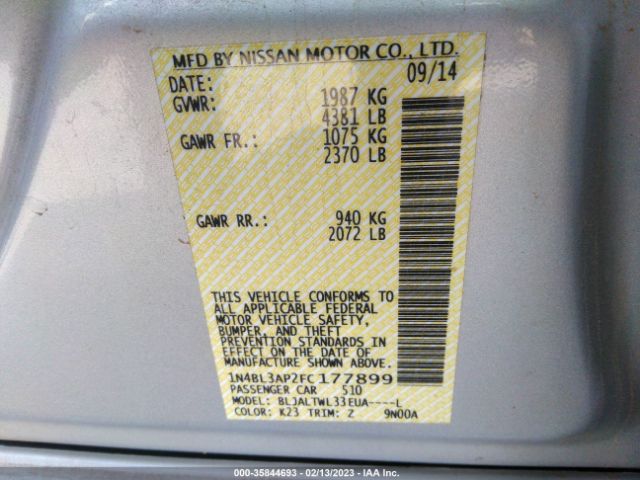 MFD BY NISSAN MOTOR CO., LTD.
DATE: 09/14
GVWR: 1987 KG
4381 LB
GAWR FR.: 1075 KG
2370 LB
GAWR RR.: 940 KG
2072 LB
THIS VEHICLE CONFORMS TO
ALL APPLICABLE FEDERAL
MOTOR VEHICLE SAFETY,
BUMPER, AND THEFT
PREVENTION STANDARDS IN
EFFECT ON THE DATE OF
MANUFACTURE SHOWN ABOVE.
1N4BL3AP2FC177899
PASSENGER CAR 510
MODEL: BLJALTWL33EUA----L
COLOR: K23 TRIM: Z 9N00A
000-35844693 - 02/13/2023 - IAA Inc.